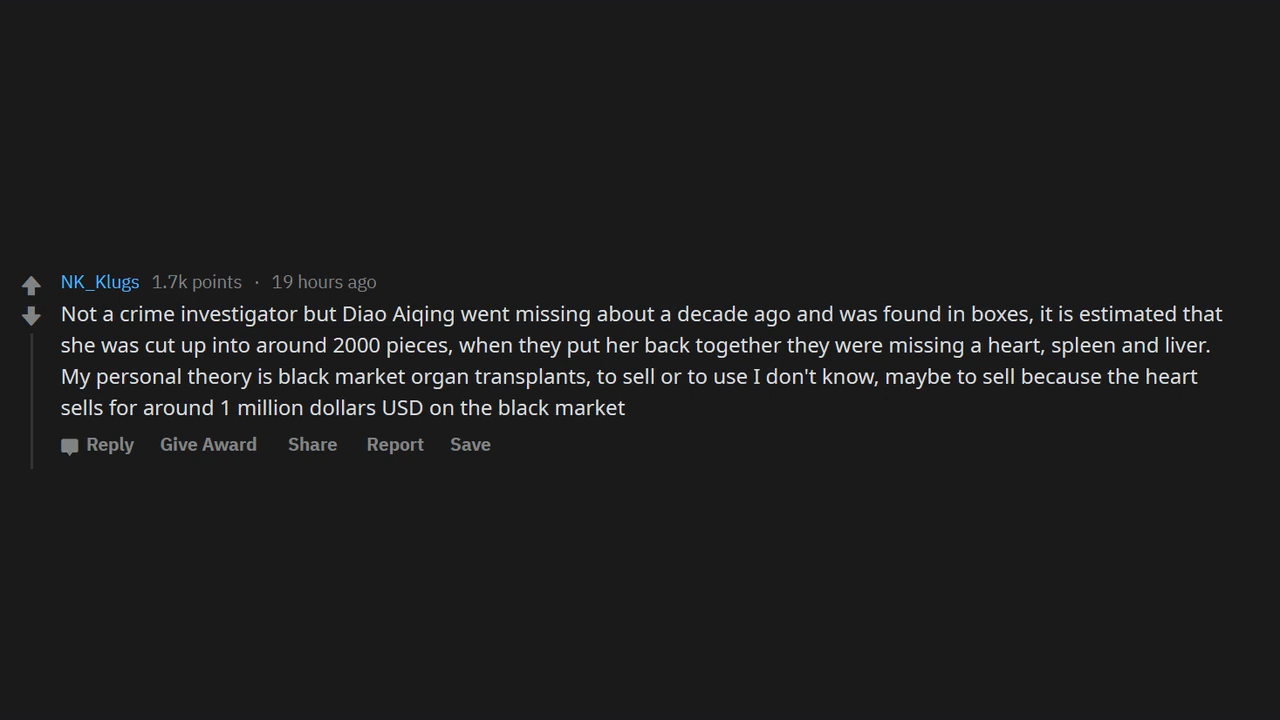 NK_Klugs 1.7k points · 19 hours ago
Not a crime investigator but Diao Aiqing went missing about a decade ago and was found in boxes, it is estimated that
she was cut up into around 2000 pieces, when they put her back together they were missing a heart, spleen and liver.
My personal theory is black market organ transplants, to sell or to use I don't know, maybe to sell because the heart
sells for around 1 million dollars USD on the black market
Reply Give Award Share Report Save